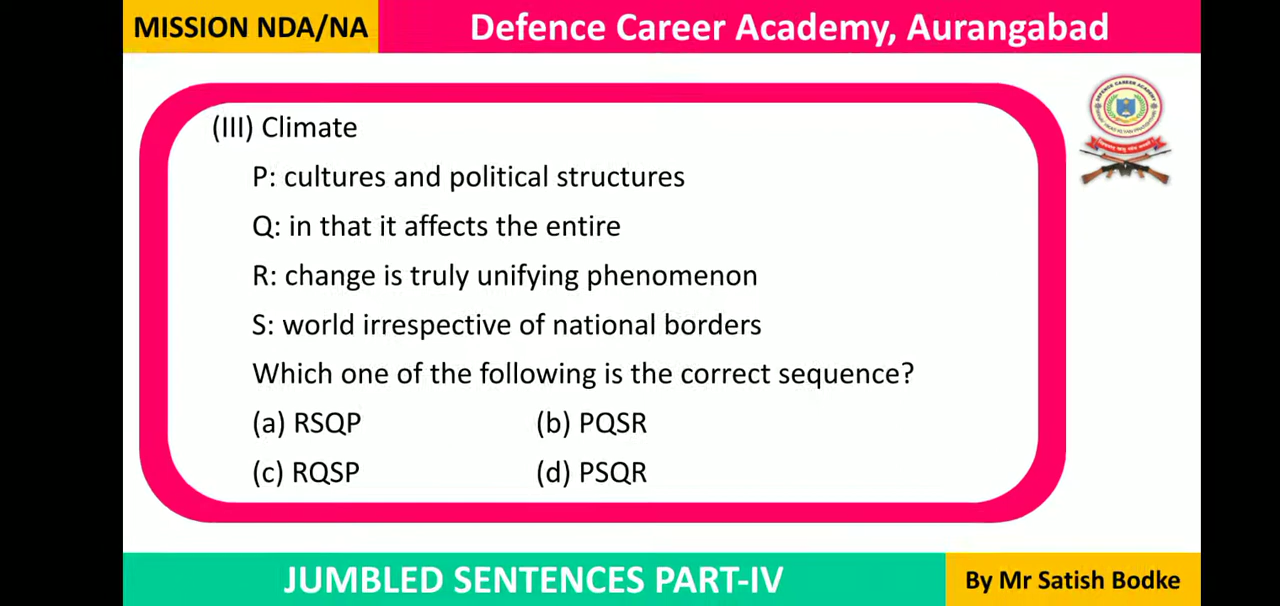 MISSION NDA/NA
Defence Career Academy, Aurangabad
(III) Climate
P: cultures and political structures
Q: in that it affects the entire
R: change is truly unifying phenomenon
S: world irrespective of national borders
Which one of the following is the correct sequence?
(a) RSQP (b) PQSR
(c) RQSP (d) PSQR
JUMBLED SENTENCES PART-IV
By Mr Satish Bodke